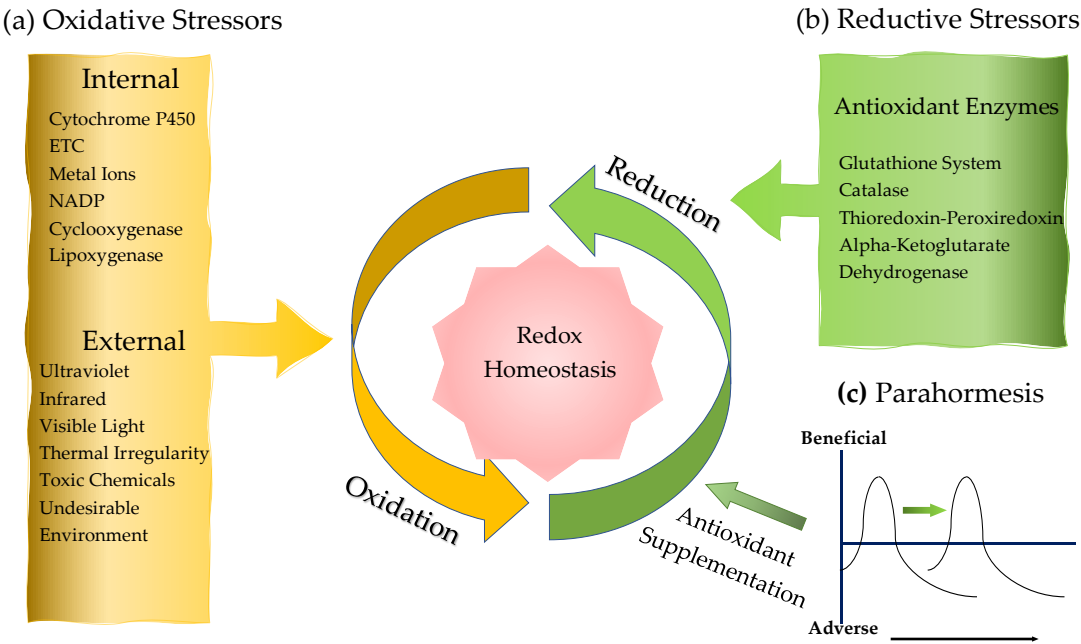 (a) Oxidative Stressors
Internal
Cytochrome P450
ETC
Metal Ions
NADP
Cyclooxygenase
Lipoxygenase
External
Ultraviolet
Infrared
Visible Light
Thermal Irregularity
Toxic Chemicals
Undesirable
Environment
Reduction
Redox
Homeostasis
Oxidation
Antioxidant
Supplementation
(b) Reductive Stressors
Antioxidant Enzymes
Glutathione System
Catalase
Thioredoxin-Peroxiredoxin
Alpha-Ketoglutarate
Dehydrogenase
(c) Parahormesis
Beneficial
Adverse